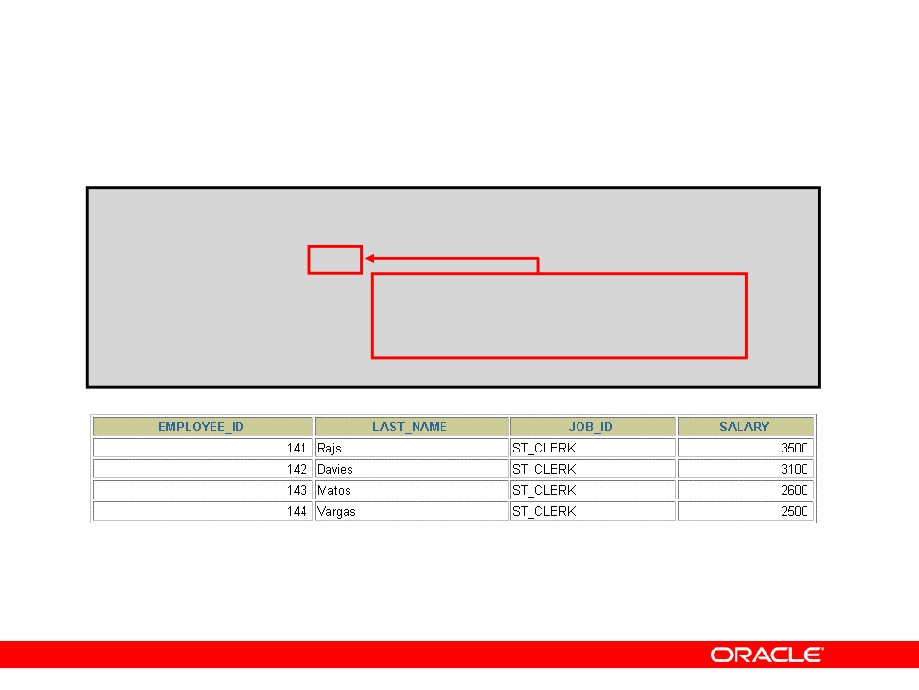 EMPLOYEE_ID LAST_NAME JOB_ID SALARY
141 Rajs ST_CLERK 3500
142 Davies ST_CLERK 3100
143 Matos ST_CLERK 2600
144 Vargas ST_CLERK 2500
ORACLE